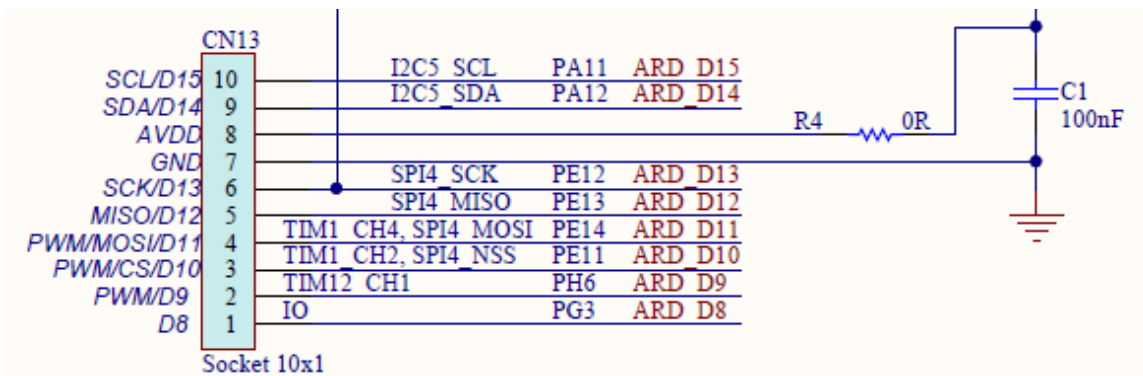 CN13
SCL/D15 10 I2C5_SCL PA11 ARD_D15
SDA/D14 9 I2C5_SDA PA12 ARD_D14
AVDD 8 R4 0R
C1
100nF
GND 7
SCK/D13 6 SPI4_SCK PE12 ARD_D13
MISO/D12 5 SPI4_MISO PE13 ARD_D12
PWM/MOSI/D11 4 TIM1_CH4, SPI4_MOSI PE14 ARD_D11
PWM/CS/D10 3 TIM1_CH2, SPI4_NSS PE11 ARD_D10
PWM/D9 2 TIM12_CH1 PH6 ARD_D9
D8 1 IO PG3 ARD_D8
Socket 10x1